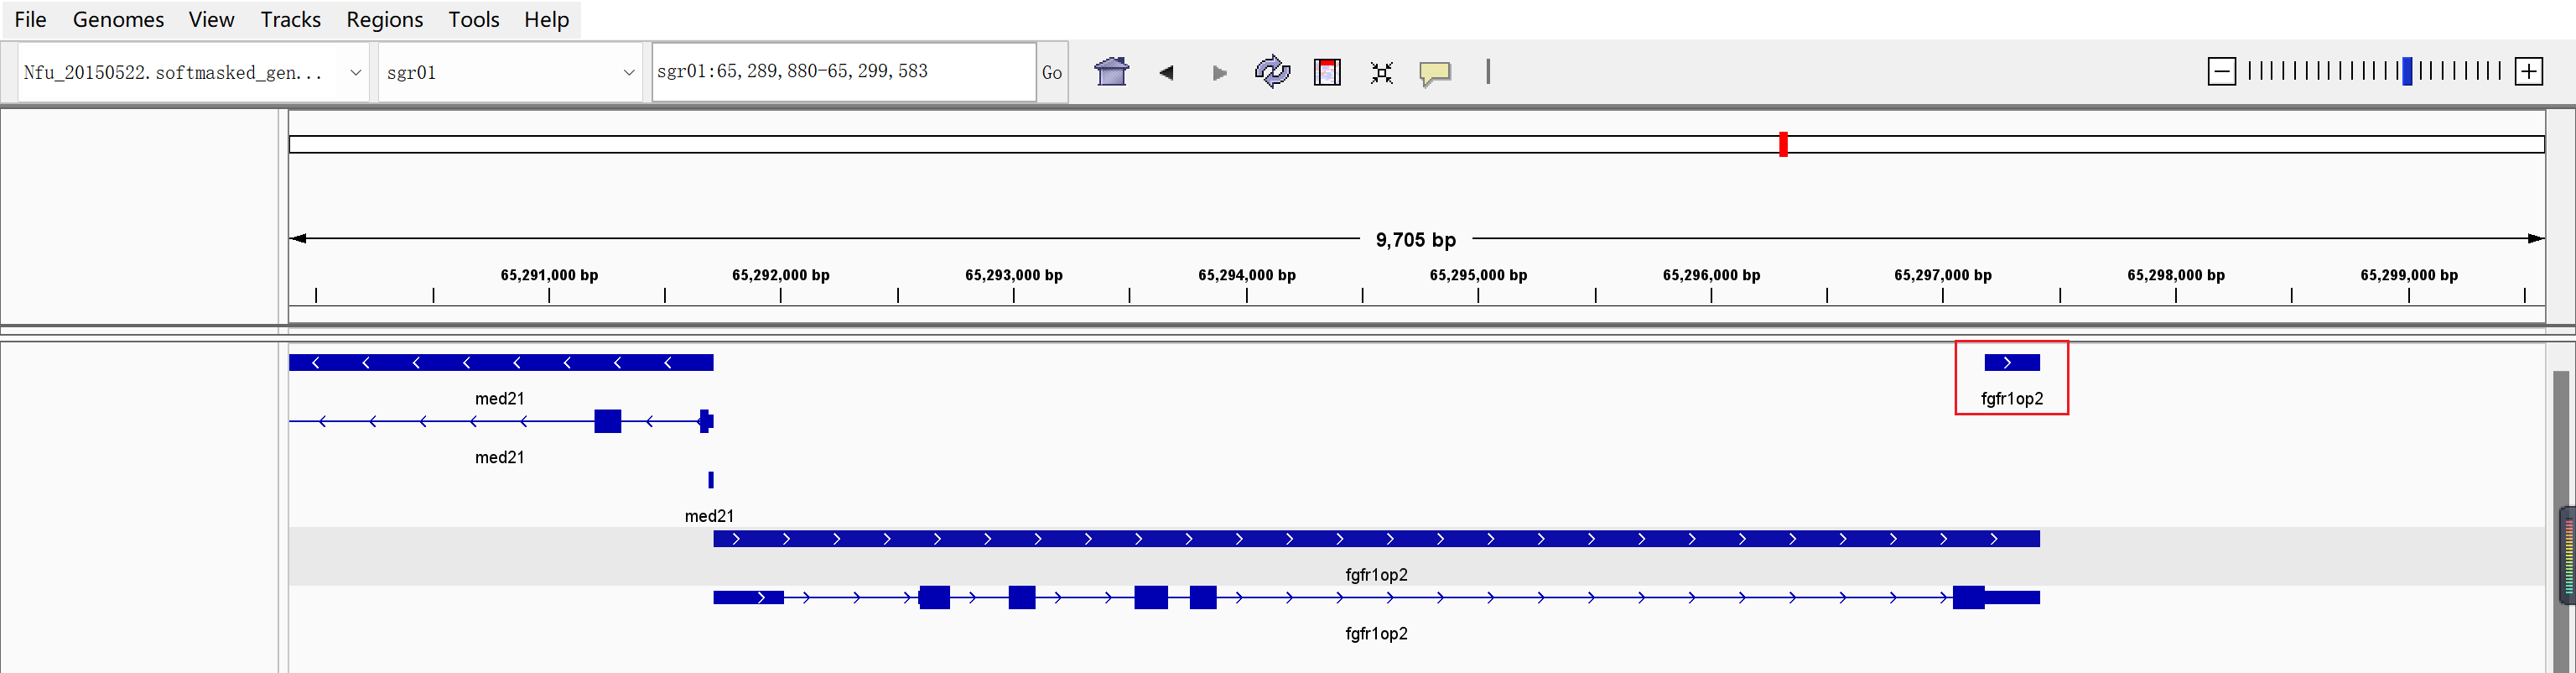 File Genomes View Tracks Regions Tools Help
Nfu_20150522.softmasked_gen... sgr01 sgr01:65,289,880-65,299,583 Go
9,705 bp
65,291,000 bp 65,292,000 bp 65,293,000 bp 65,294,000 bp 65,295,000 bp 65,296,000 bp 65,297,000 bp 65,298,000 bp 65,299,000 bp
med21 fgfr1op2
med21
med21
fgfr1op2
fgfr1op2